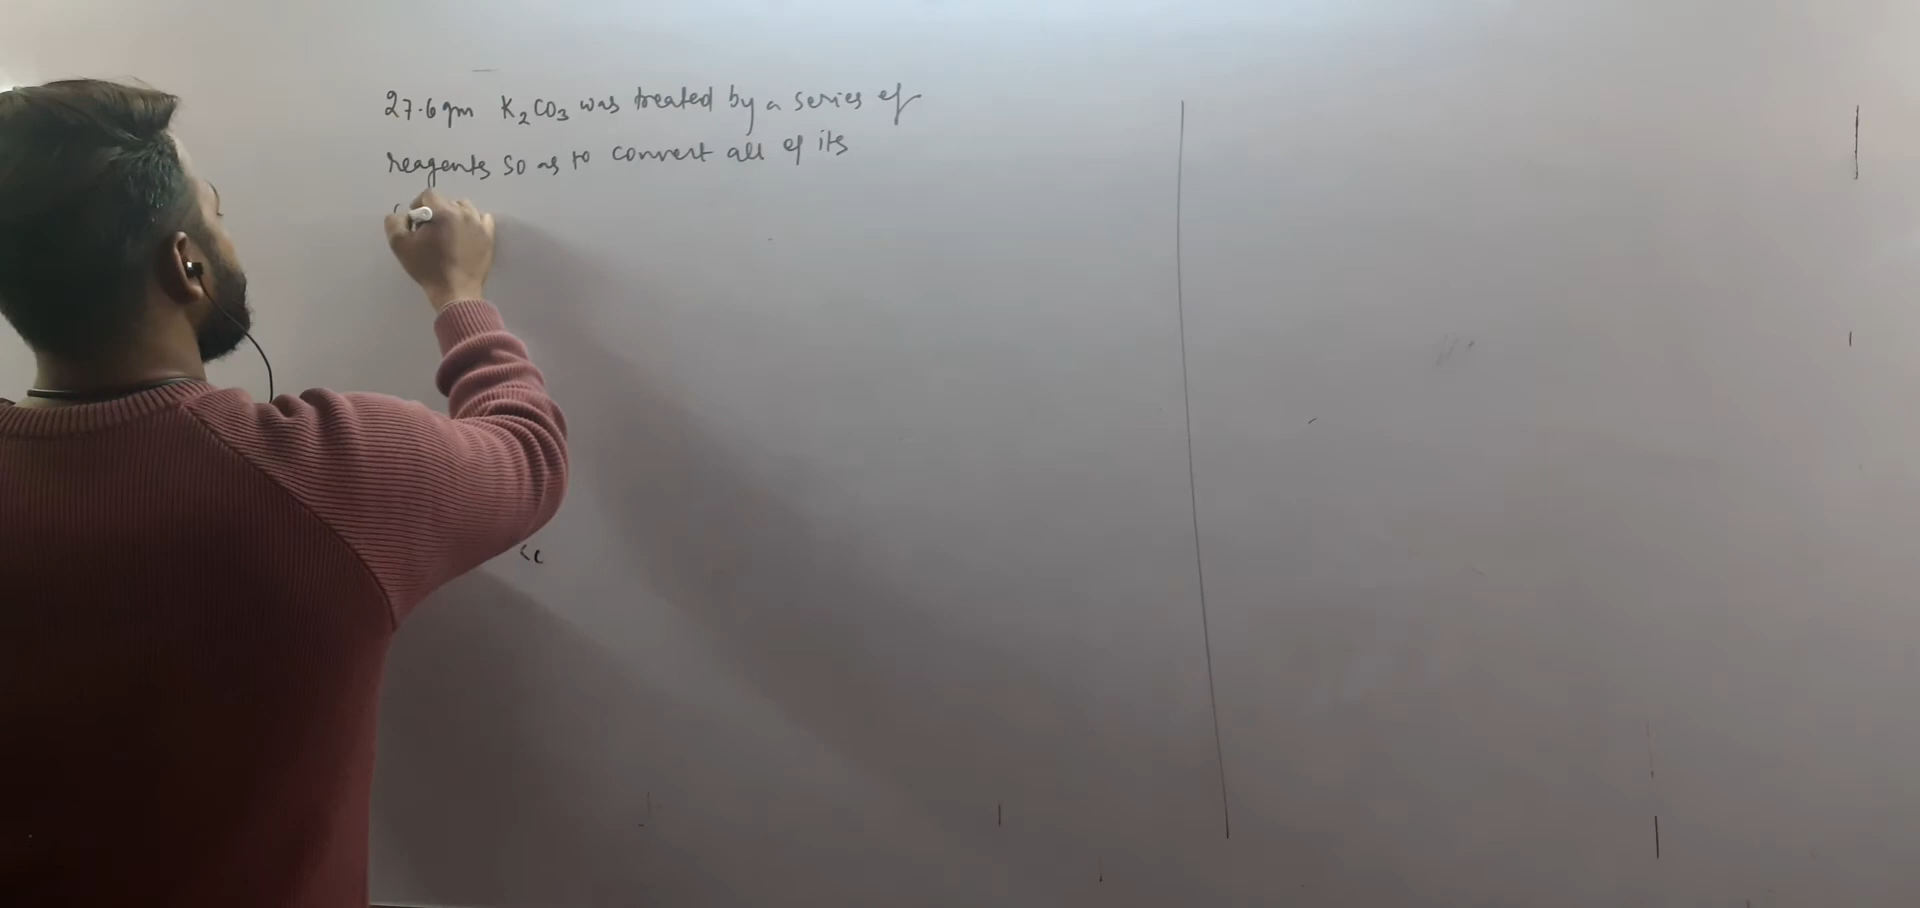 27.6 gm K₂CO₃ was treated by a series of
reagents so as to convert all of its